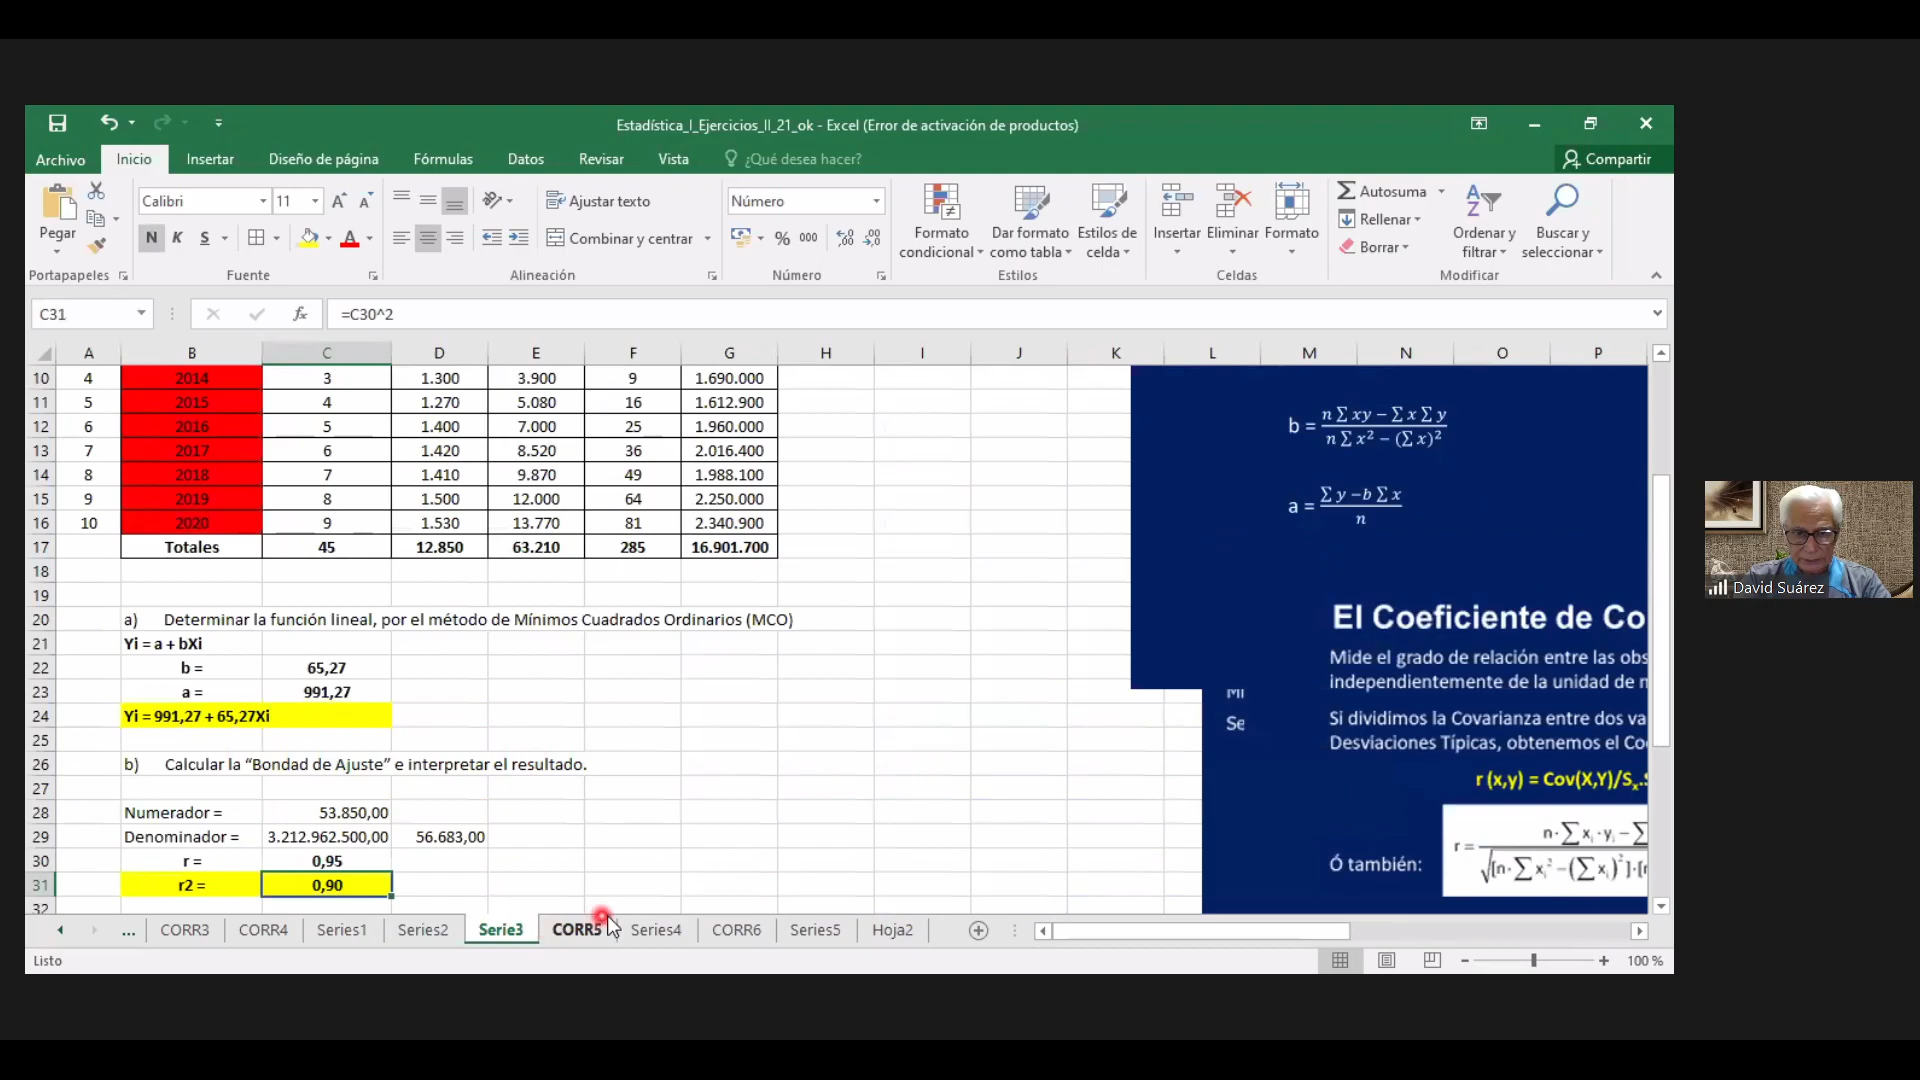 Estadística_I_Ejercicios_II_21_ok - Excel (Error de activación de productos)
Archivo Inicio Insertar Diseño de página Fórmulas Datos Revisar Vista ¿Qué desea hacer? Compartir
Calibri 11 Ajustar texto Número Autosuma
Pegar Rellenar
N K S Combinar y centrar % 000 Borrar
Formato condicional Dar formato como tabla Estilos de celda Insertar Eliminar Formato Ordenar y filtrar Buscar y seleccionar
Portapapeles Fuente Alineación Número Estilos Celdas Modificar
C31 fx =C30^2
A B C D E F G H I J K L M N O P
10 4 2014 3 1.300 3.900 9 1.690.000
11 5 2015 4 1.270 5.080 16 1.612.900
12 6 2016 5 1.400 7.000 25 1.960.000
13 7 2017 6 1.420 8.520 36 2.016.400
14 8 2018 7 1.410 9.870 49 1.988.100
15 9 2019 8 1.500 12.000 64 2.250.000
16 10 2020 9 1.530 13.770 81 2.340.900
17 Totales 45 12.850 63.210 285 16.901.700
18
19
20 a) Determinar la función lineal, por el método de Mínimos Cuadrados Ordinarios (MCO)
21 Yi = a + bXi
22 b = 65,27
23 a = 991,27
24 Yi = 991,27 + 65,27Xi
25
26 b) Calcular la “Bondad de Ajuste” e interpretar el resultado.
27
28 Numerador = 53.850,00
29 Denominador = 3.212.962.500,00 56.683,00
30 r = 0,95
31 r2 = 0,90
32
b = n ∑ xy − ∑ x ∑ y / n ∑ x² − (∑ x)²
a = ∑ y −b ∑ x / n
El Coeficiente de Co
Mide el grado de relación entre las obs
independientemente de la unidad de m
Se
Si dividimos la Covarianza entre dos va
Desviaciones Típicas, obtenemos el Co
r (x,y) = Cov(X,Y)/Sx.S
Ó también:
r = n·∑ xi·yi − ∑ / √[n·∑ xi² − (∑ xi)²]·[n
... CORR3 CORR4 Series1 Series2 Serie3 CORR5 Series4 CORR6 Series5 Hoja2
Listo 100 %
David Suárez